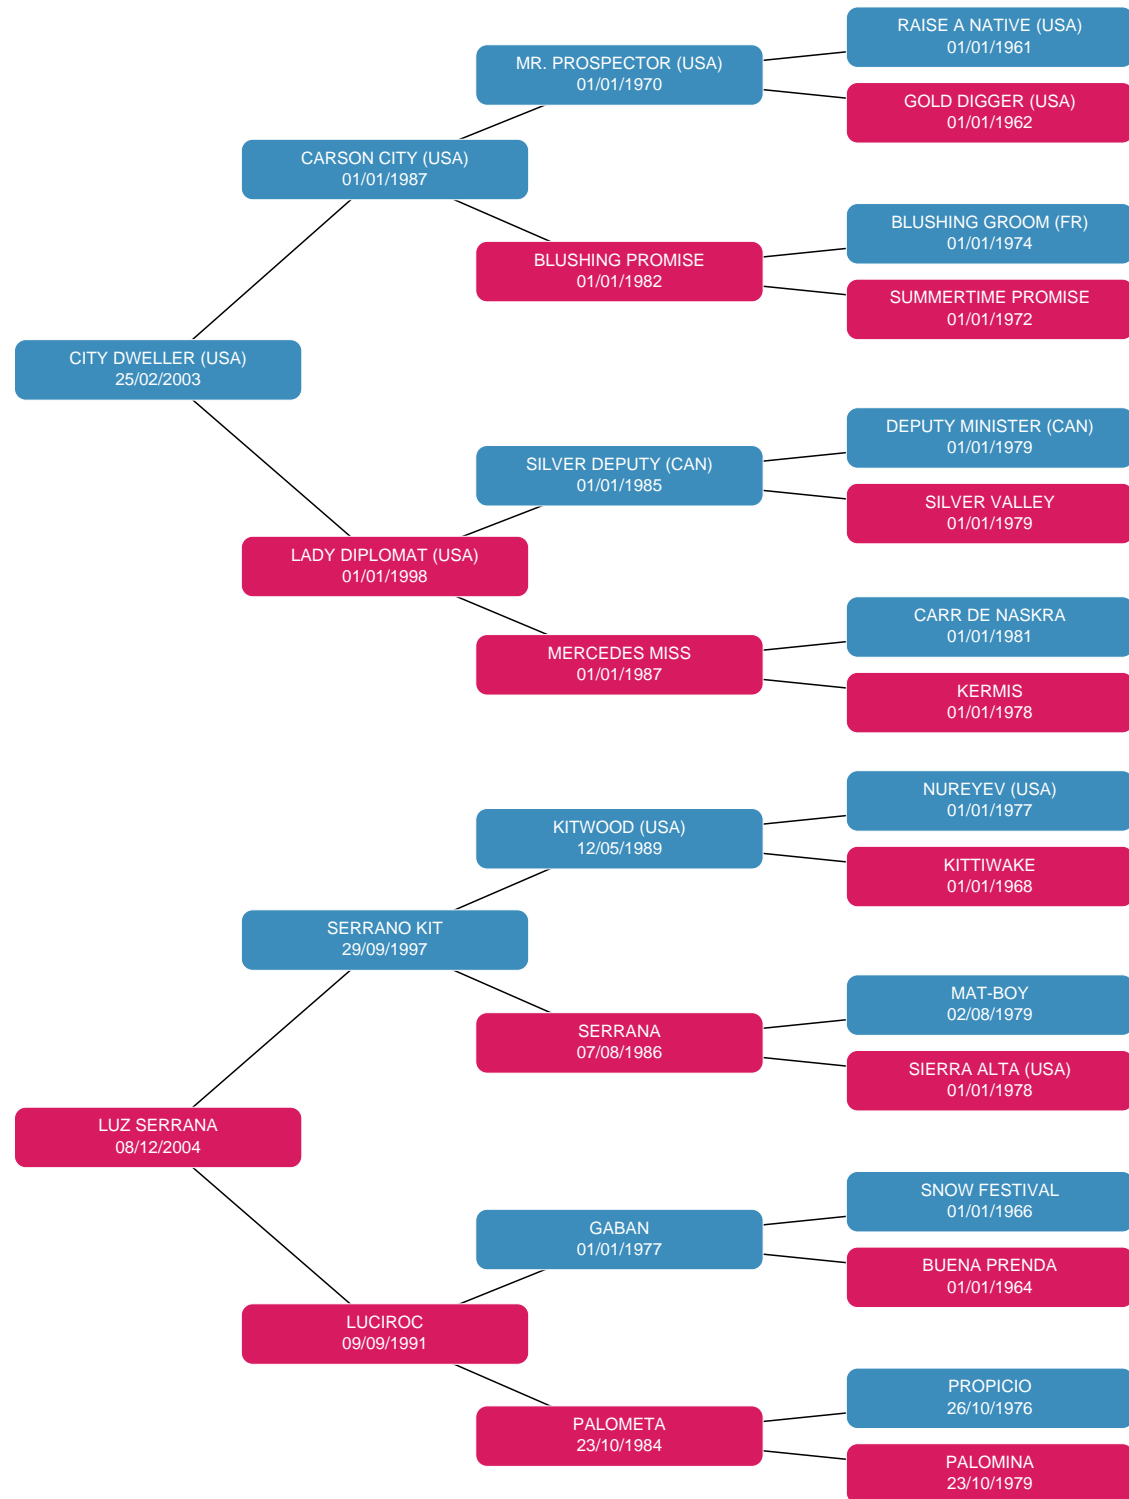 RAISE A NATIVE (USA)
01/01/1961
MR. PROSPECTOR (USA)
01/01/1970
GOLD DIGGER (USA)
01/01/1962
CARSON CITY (USA)
01/01/1987
BLUSHING GROOM (FR)
01/01/1974
BLUSHING PROMISE
01/01/1982
SUMMERTIME PROMISE
01/01/1972
CITY DWELLER (USA)
25/02/2003
DEPUTY MINISTER (CAN)
01/01/1979
SILVER DEPUTY (CAN)
01/01/1985
SILVER VALLEY
01/01/1979
LADY DIPLOMAT (USA)
01/01/1998
CARR DE NASKRA
01/01/1981
MERCEDES MISS
01/01/1987
KERMIS
01/01/1978
NUREYEV (USA)
01/01/1977
KITWOOD (USA)
12/05/1989
KITTIWAKE
01/01/1968
SERRANO KIT
29/09/1997
MAT-BOY
02/08/1979
SERRANA
07/08/1986
SIERRA ALTA (USA)
01/01/1978
LUZ SERRANA
08/12/2004
SNOW FESTIVAL
01/01/1966
GABAN
01/01/1977
BUENA PRENDA
01/01/1964
LUCIROC
09/09/1991
PROPICIO
26/10/1976
PALOMETA
23/10/1984
PALOMINA
23/10/1979